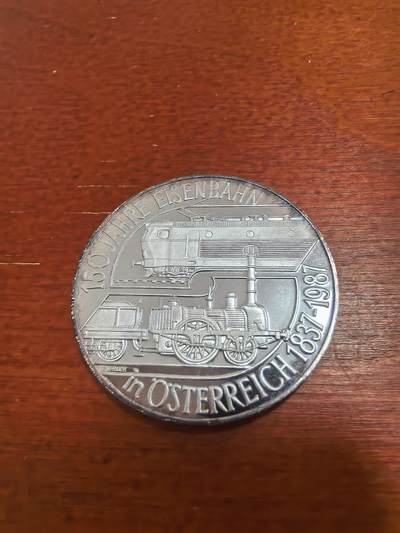 150 JAHRE EISENBAHN
in ÖSTERREICH 1837-1987